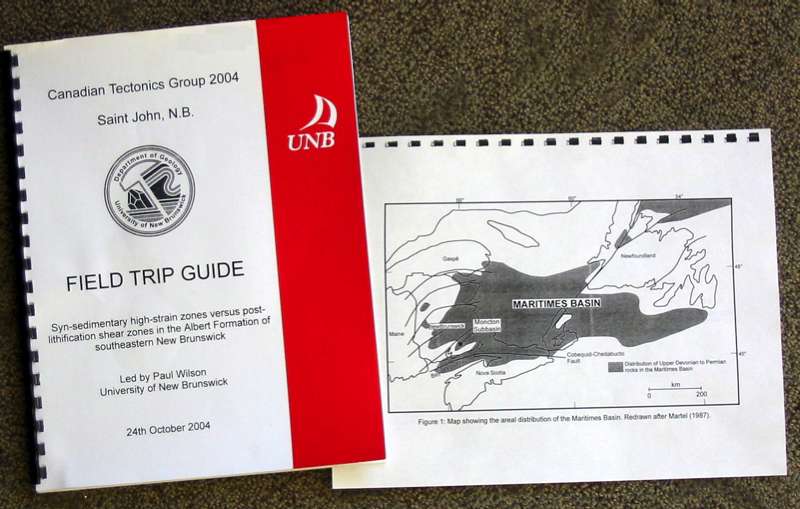 Canadian Tectonics Group 2004
Saint John, N.B.
UNB
Department of Geology
University of New Brunswick
FIELD TRIP GUIDE
Syn-sedimentary high-strain zones versus post-
lithification shear zones in the Albert Formation of
southeastern New Brunswick
Led by Paul Wilson
University of New Brunswick
24th October 2004
Gaspé
Newfoundland
MARITIMES BASIN
Maine
New Brunswick
Moncton
Subbasin
Cobequid-Chedabucto
Fault
Nova Scotia
Distribution of Upper Devonian to Permian
rocks in the Maritimes Basin
km
0 200
Figure 1: Map showing the areal distribution of the Maritimes Basin. Redrawn after Martel (1987).